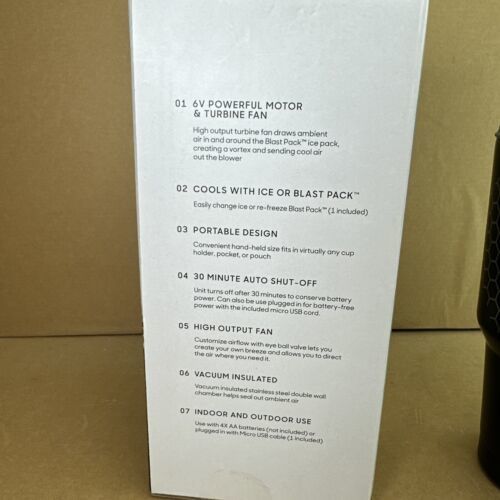 01 6V POWERFUL MOTOR
& TURBINE FAN
High output turbine fan draws ambient
air in and around the Blast Pack™ ice pack,
creating a vortex and sending cool air
out the blower
02 COOLS WITH ICE OR BLAST PACK™
Easily change ice or re-freeze Blast Pack™ (1 included)
03 PORTABLE DESIGN
Convenient hand-held size fits in virtually any cup
holder, pocket, or pouch
04 30 MINUTE AUTO SHUT-OFF
Unit turns off after 30 minutes to conserve battery
power. Can also be used plugged in for battery-free
power with the included micro USB cord.
05 HIGH OUTPUT FAN
Customize airflow with eye ball valve lets you
create your own breeze and allows you to direct
the air where you need it.
06 VACUUM INSULATED
Vacuum insulated stainless steel double wall
chamber helps seal out ambient air
07 INDOOR AND OUTDOOR USE
Use with 4X AA batteries (not included) or
plugged in with Micro USB cable (1 included)